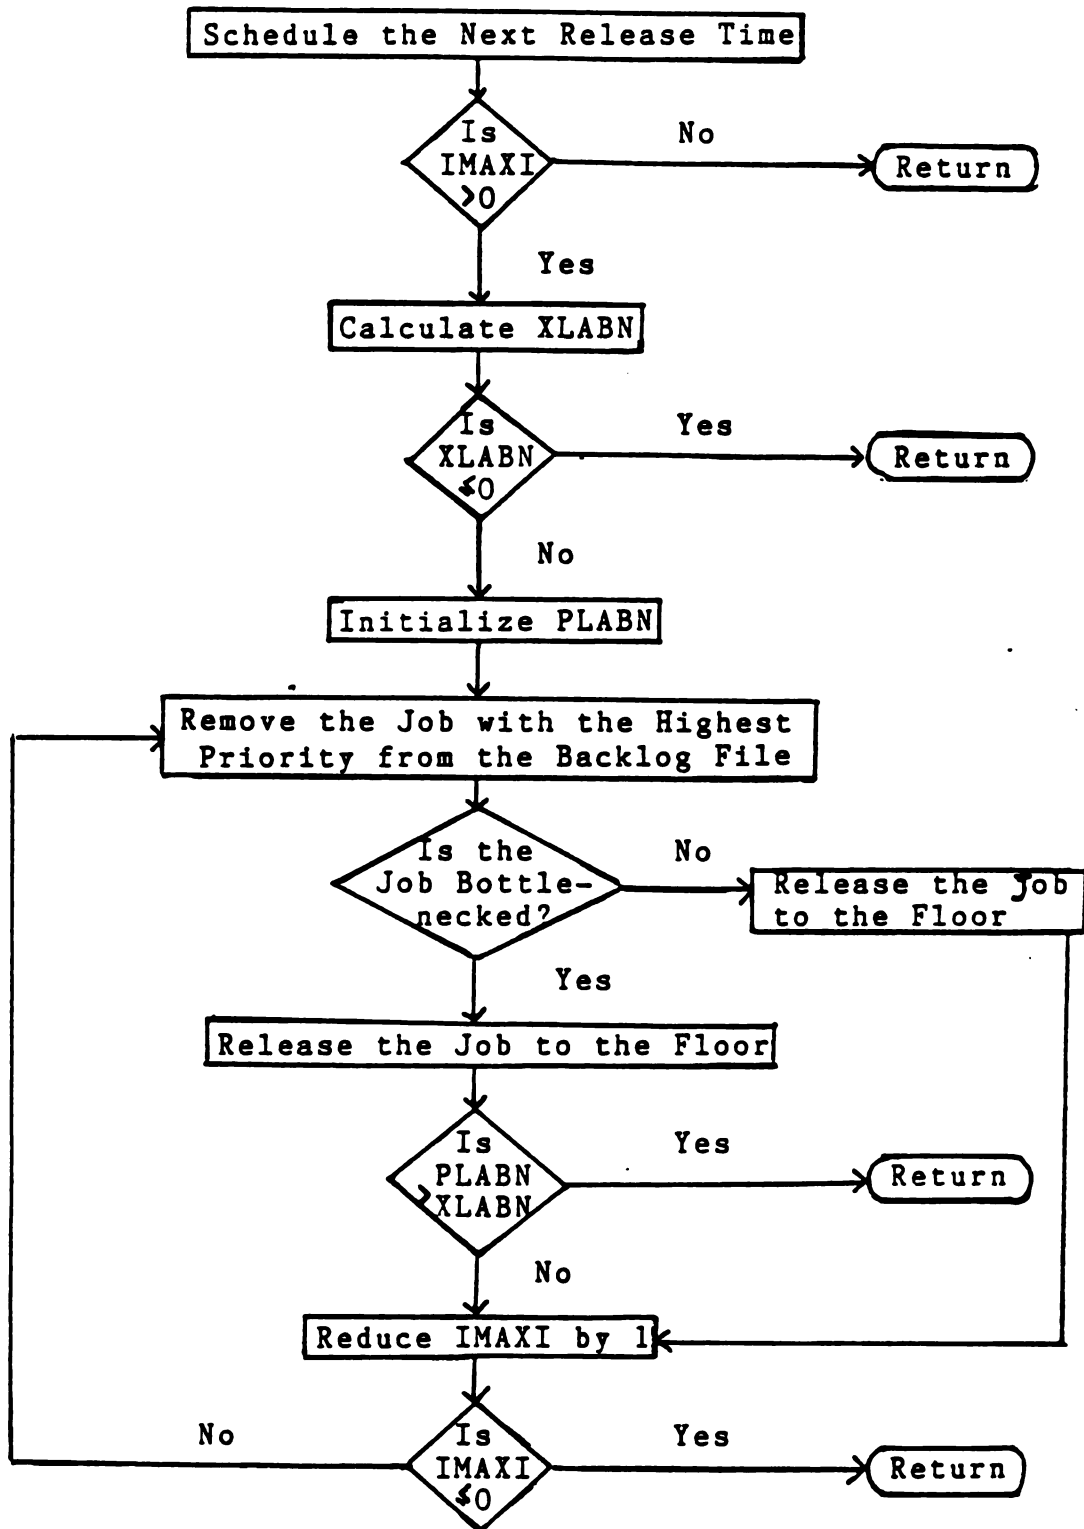 Schedule the Next Release Time
Is
IMAXI
>0
No
Return
Yes
Calculate XLABN
Is
XLABN
≤0
Yes
Return
No
Initialize PLABN
Remove the Job with the Highest
Priority from the Backlog File
Is the
Job Bottle-
necked?
No
Release the Job
to the Floor
Yes
Release the Job to the Floor
Is
PLABN
>XLABN
Yes
Return
No
Reduce IMAXI by 1
Is
IMAXI
≤0
No
Yes
Return